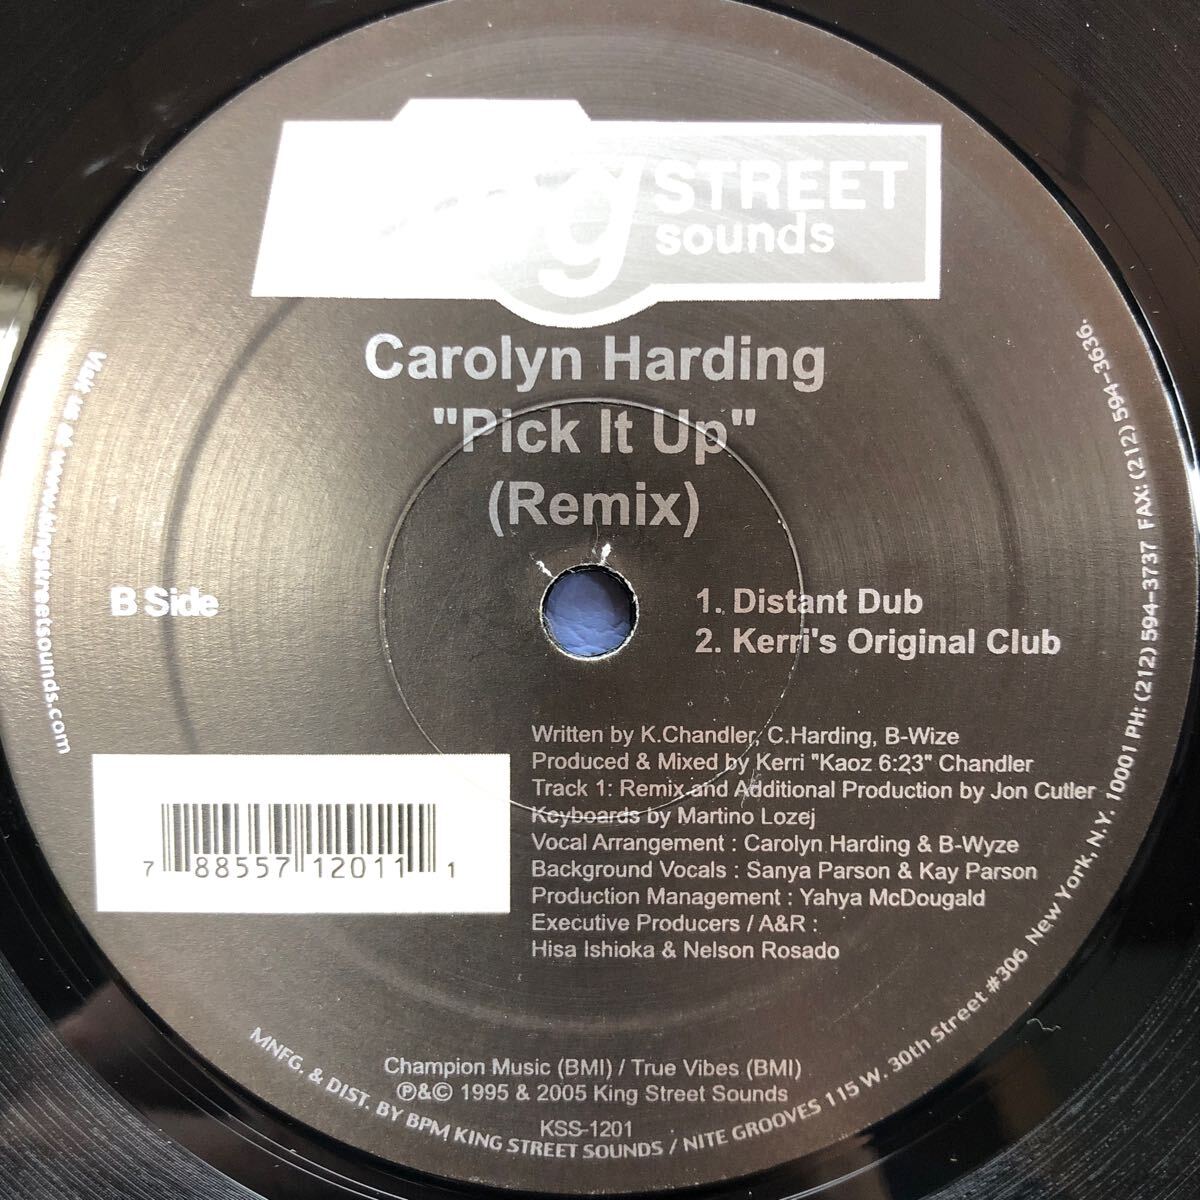 STREET
sounds
Carolyn Harding
"Pick It Up"
(Remix)
B Side
1. Distant Dub
2. Kerri's Original Club
Written by K.Chandler, C.Harding, B-Wize
Produced & Mixed by Kerri "Kaoz 6:23" Chandler
Track 1: Remix and Additional Production by Jon Cutler
Keyboards by Martino Lozej
Vocal Arrangement : Carolyn Harding & B-Wyze
Background Vocals : Sanya Parson & Kay Parson
Production Management : Yahya McDougald
Executive Producers / A&R :
Hisa Ishioka & Nelson Rosado
7 88557 12011 1
Champion Music (BMI) / True Vibes (BMI)
℗&© 1995 & 2005 King Street Sounds
KSS-1201
Visit us at www.kingstreetsounds.com
MNFG, & DIST. BY BPM KING STREET SOUNDS / NITE GROOVES 115 W. 30th Street #306 New York, N.Y. 10001 PH: (212) 594-3737 FAX: (212) 594-3636.